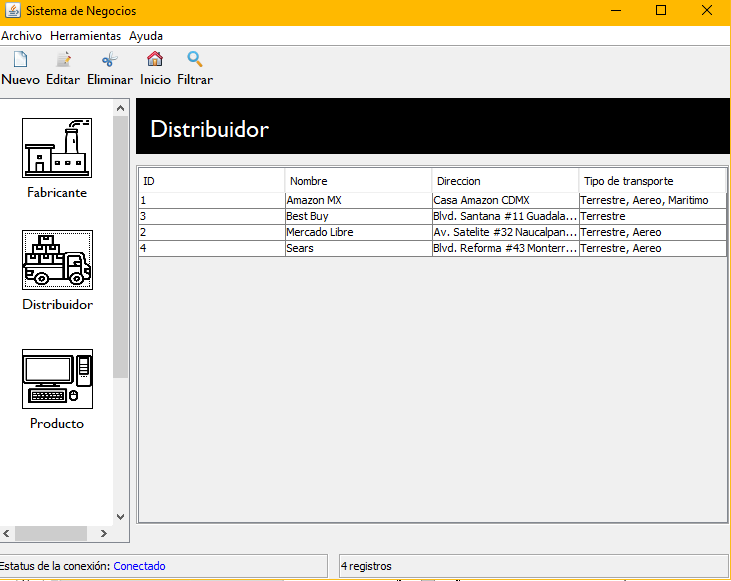 Sistema de Negocios
Archivo Herramientas Ayuda
Nuevo Editar Eliminar Inicio Filtrar
Distribuidor
Fabricante
Distribuidor
Producto
ID Nombre Direccion Tipo de transporte
1 Amazon MX Casa Amazon CDMX Terrestre, Aereo, Maritimo
3 Best Buy Blvd. Santana #11 Guadala... Terrestre
2 Mercado Libre Av. Satelite #32 Naucalpan... Terrestre, Aereo
4 Sears Blvd. Reforma #43 Monterr... Terrestre, Aereo
Estatus de la conexión: Conectado
4 registros